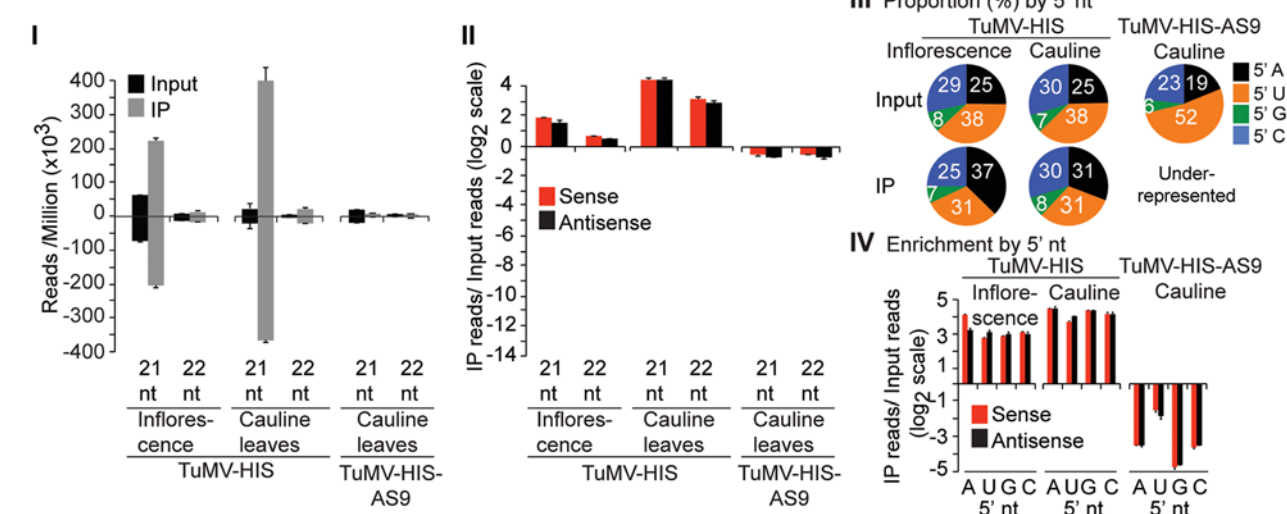 I
Reads /Million (x10³)
400
300
200
100
0
-100
-200
-300
-400
Input
IP
21 22 21 22 21 22
nt nt nt nt nt nt
Inflores- Cauline Cauline
cence leaves leaves
TuMV-HIS TuMV-HIS-
AS9
II
IP reads/ Input reads (log2 scale)
4
2
0
-2
-4
-6
-8
-10
-12
-14
Sense
Antisense
21 22 21 22 21 22
nt nt nt nt nt nt
Inflores- Cauline Cauline
cence leaves leaves
TuMV-HIS TuMV-HIS-
AS9
III Proportion (%) by 5' nt
TuMV-HIS TuMV-HIS-AS9
Inflorescence Cauline Cauline
Input
29 25 8 38
30 25 7 38
23 19 6 52
5' A
5' U
5' G
5' C
IP
25 37 7 31
30 31 8 31
Under-
represented
IV Enrichment by 5' nt
TuMV-HIS TuMV-HIS-AS9
Inflore- Cauline Cauline
scence
IP reads/ Input reads
(log2 scale)
5
3
1
-1
-3
-5
Sense
Antisense
A U G C A U G C A U G C
5' nt 5' nt 5' nt